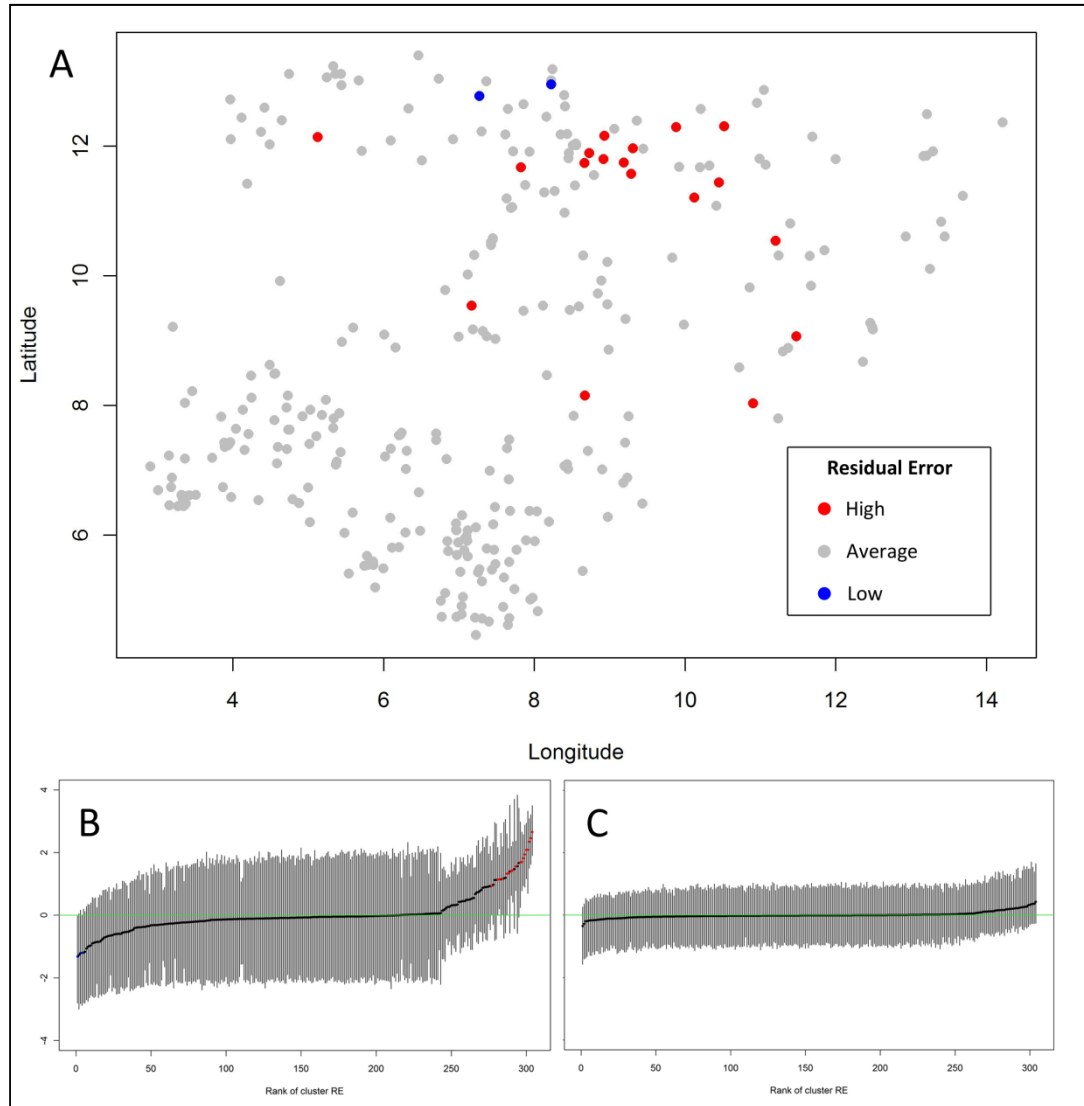 A
12
10
8
6
Latitude
Residual Error
High
Average
Low
4 6 8 10 12 14
Longitude
B
4
2
0
-2
-4
0 50 100 150 200 250 300
Rank of cluster RE
C
0 50 100 150 200 250 300
Rank of cluster RE